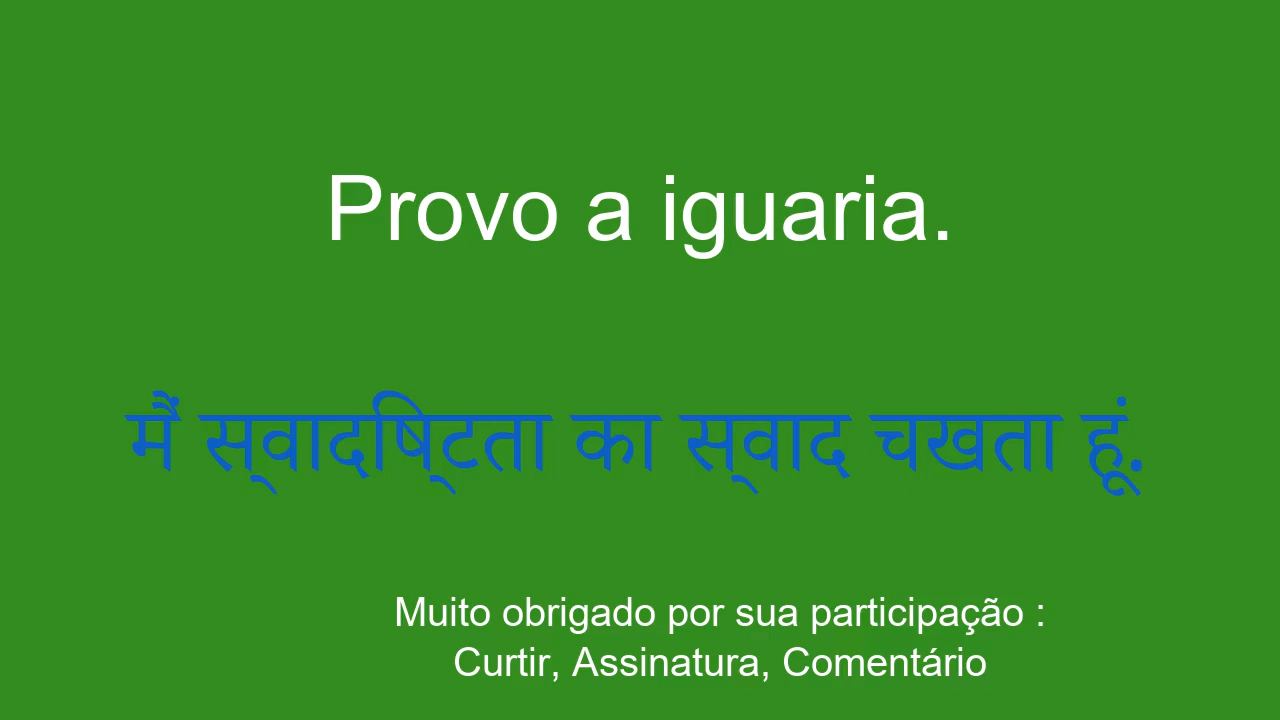 Provo a iguaria.
मैं स्वादिष्टता का स्वाद चखता हूं.
Muito obrigado por sua participação :
Curtir, Assinatura, Comentário